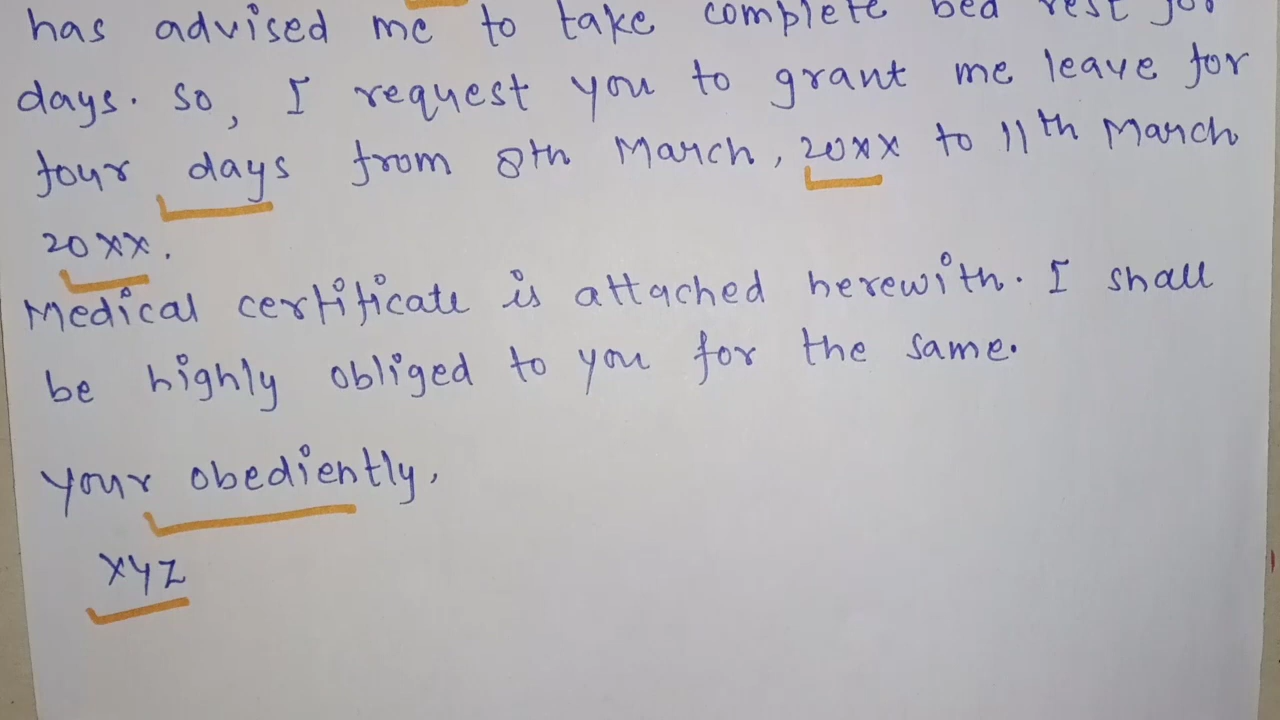 has advised me to take complete bed rest for
days. so, I request you to grant me leave for
four days from 8th March, 20xx to 11th March
20xx.
Medical certificate is attached herewith. I shall
be highly obliged to you for the same.
your obediently,
XYZ